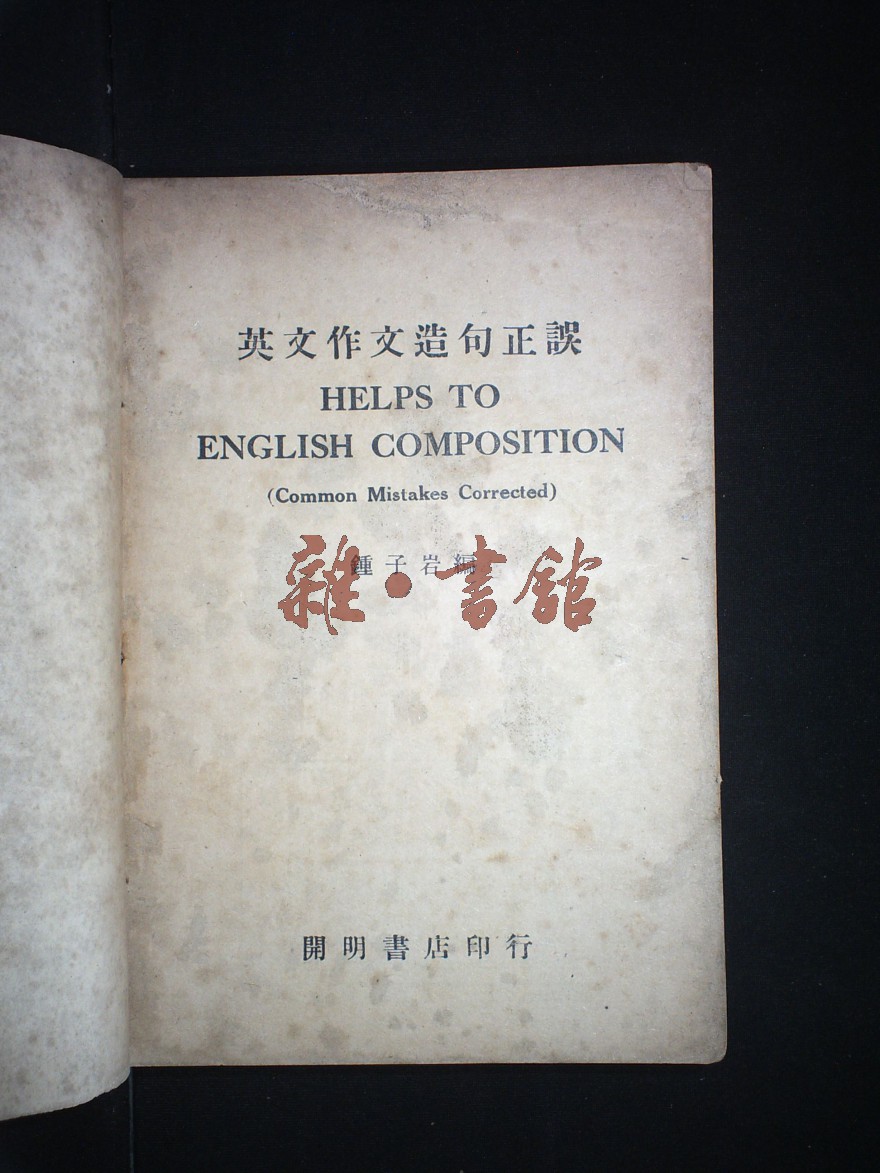 英文作文造句正誤
HELPS TO
ENGLISH COMPOSITION
(Common Mistakes Corrected)
鍾子岩編
雜·書館
開明書店印行